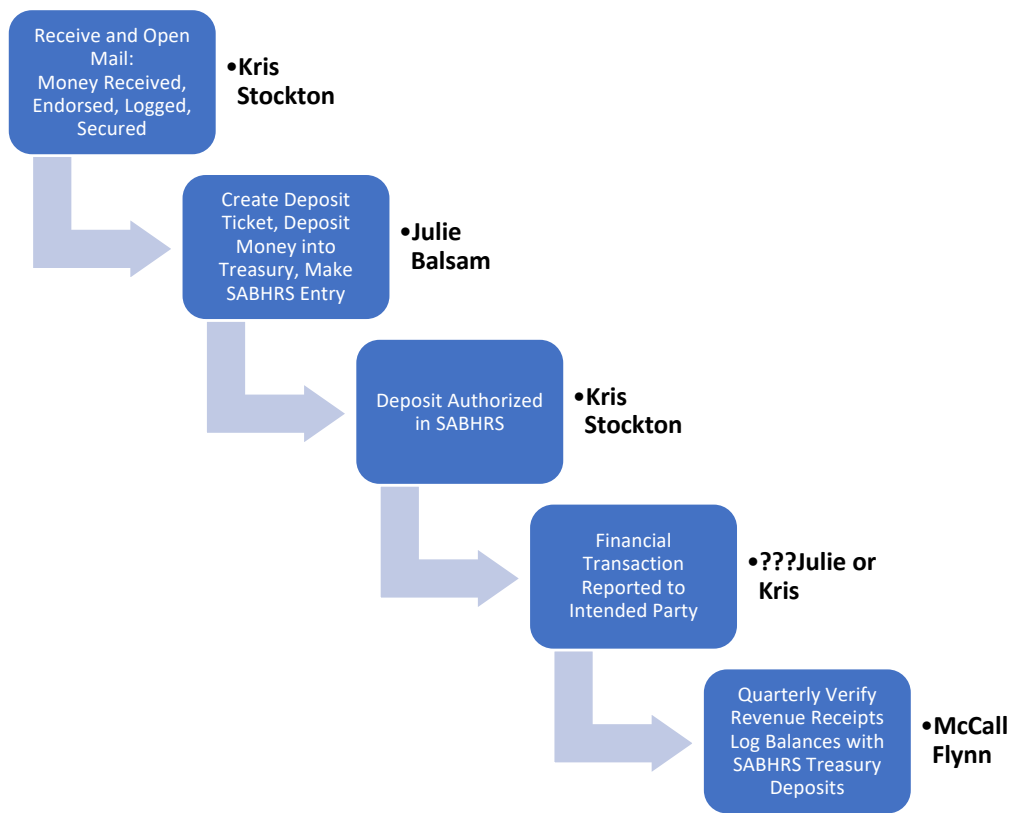 Receive and Open
Mail:
Money Received,
Endorsed, Logged,
Secured
•Kris
Stockton
Create Deposit
Ticket, Deposit
Money into
Treasury, Make
SABHRS Entry
•Julie
Balsam
Deposit Authorized
in SABHRS
•Kris
Stockton
Financial
Transaction
Reported to
Intended Party
•???Julie or
Kris
Quarterly Verify
Revenue Receipts
Log Balances with
SABHRS Treasury
Deposits
•McCall
Flynn